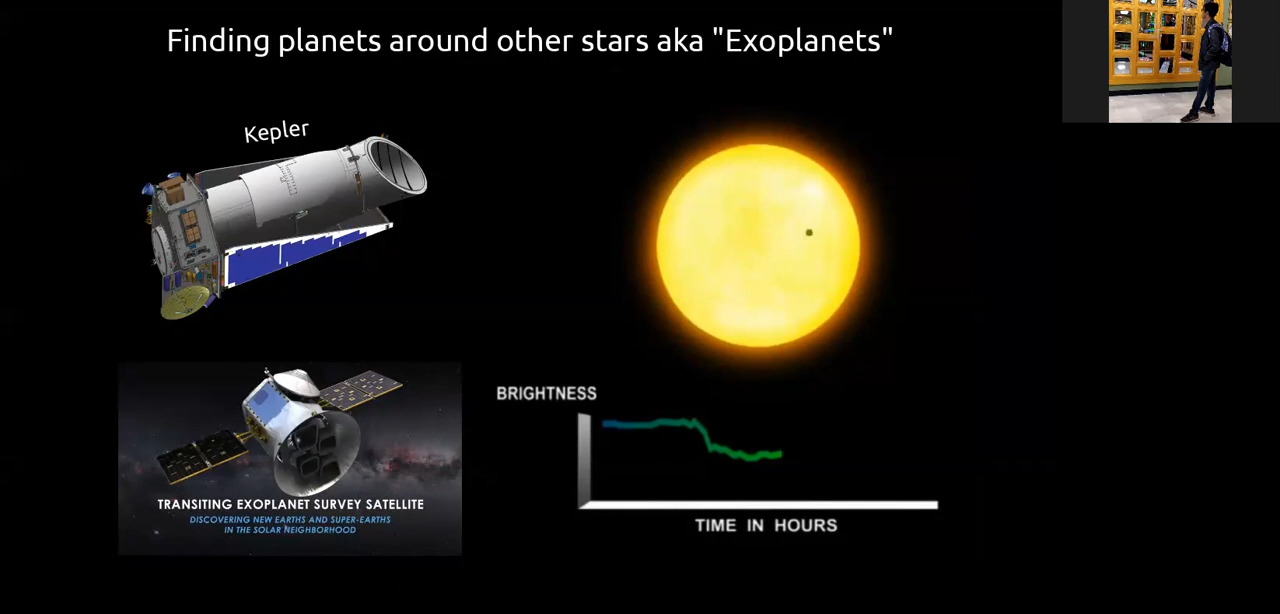 Finding planets around other stars aka "Exoplanets"
Kepler
TRANSITING EXOPLANET SURVEY SATELLITE
DISCOVERING NEW EARTHS AND SUPER-EARTHS
IN THE SOLAR NEIGHBORHOOD
BRIGHTNESS
TIME IN HOURS